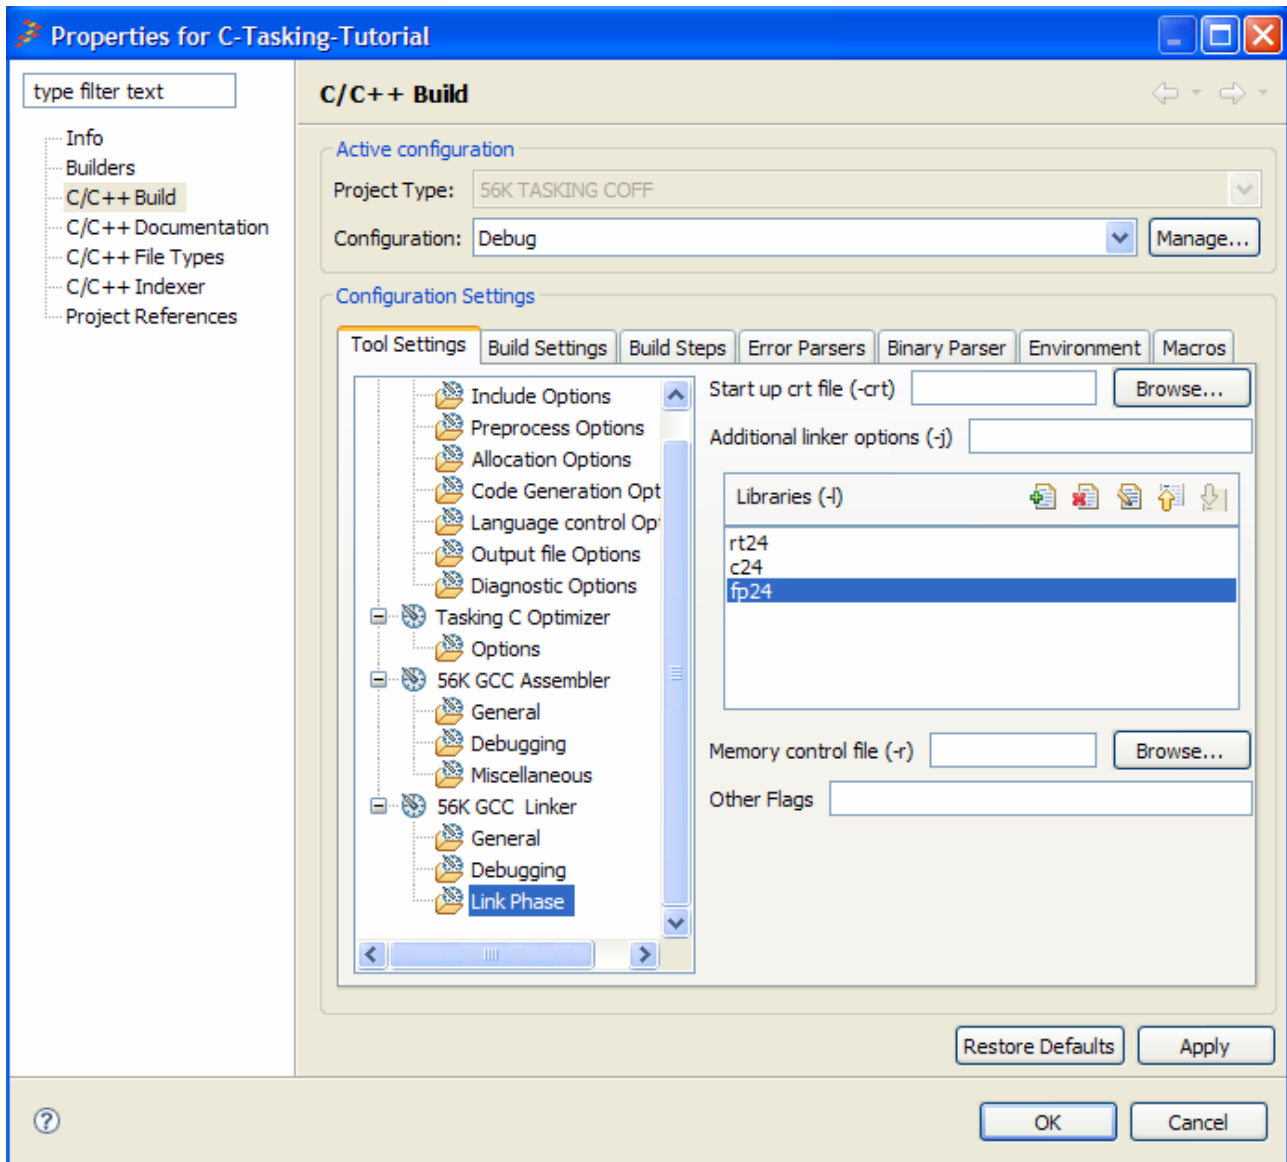 Properties for C-Tasking-Tutorial
type filter text
Info
Builders
C/C++ Build
C/C++ Documentation
C/C++ File Types
C/C++ Indexer
Project References
C/C++ Build
Active configuration
Project Type: 56K TASKING COFF
Configuration: Debug Manage...
Configuration Settings
Tool Settings Build Settings Build Steps Error Parsers Binary Parser Environment Macros
Include Options
Preprocess Options
Allocation Options
Code Generation Opt
Language control Op
Output file Options
Diagnostic Options
Tasking C Optimizer
Options
56K GCC Assembler
General
Debugging
Miscellaneous
56K GCC Linker
General
Debugging
Link Phase
Start up crt file (-crt) Browse...
Additional linker options (-j)
Libraries (-l)
rt24
c24
fp24
Memory control file (-r) Browse...
Other Flags
Restore Defaults Apply
? OK Cancel